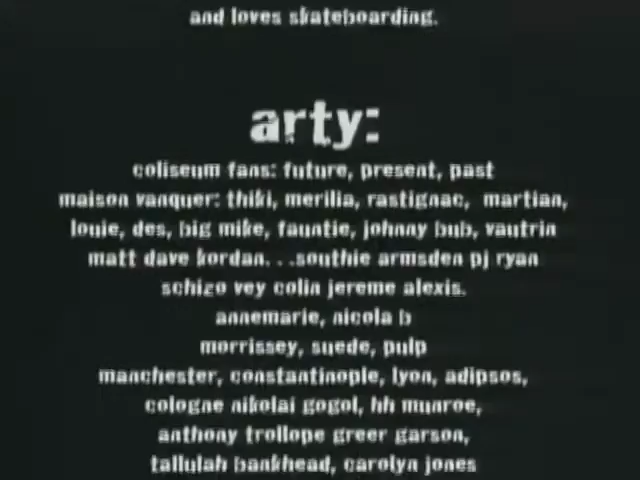 and loves skateboarding.
arty:
coliseum fans: future, present, past
maison vanquer: thiki, merilia, rastignac, martian,
louie, des, big mike, fauntie, johnny bub, vautrin
matt dave kordan. . .southie armsden pj ryan
schizo vey colin jereme alexis.
annemarie, nicola b
morrissey, suede, pulp
manchester, constantinople, lyon, adipsos,
cologne nikolai gogol, hh munroe,
anthony trollope greer garson,
tallulah bankhead, carolyn jones